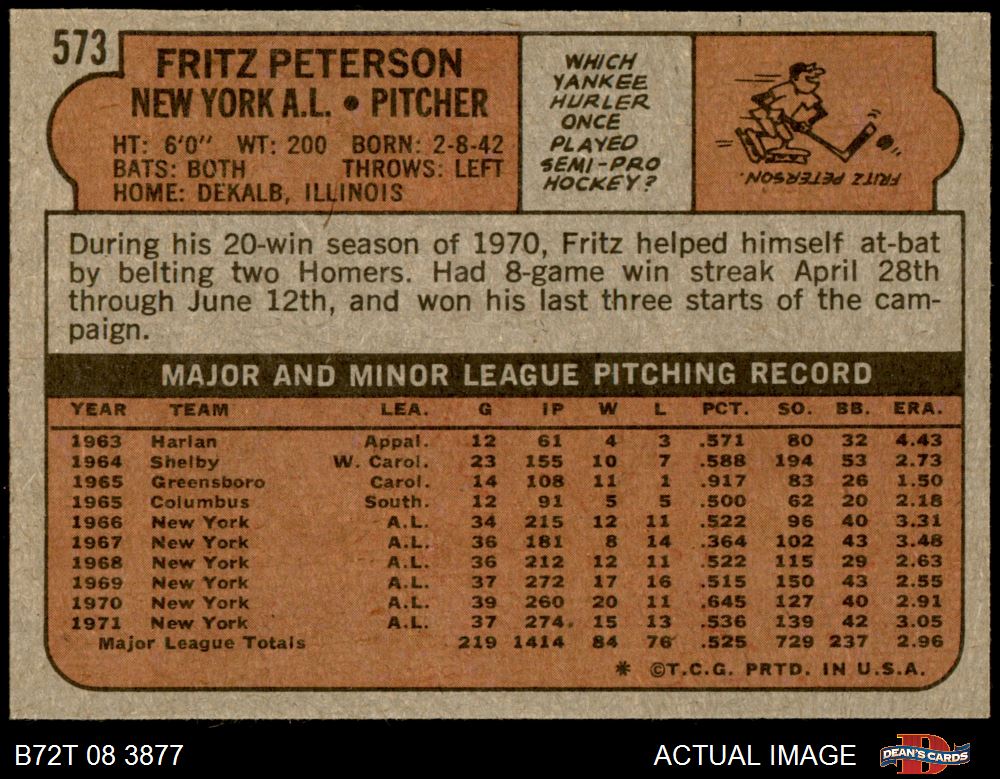 573
FRITZ PETERSON
NEW YORK A.L. • PITCHER
HT: 6'0" WT: 200 BORN: 2-8-42
BATS: BOTH THROWS: LEFT
HOME: DEKALB, ILLINOIS
WHICH
YANKEE
HURLER
ONCE
PLAYED
SEMI-PRO
HOCKEY?
FRITZ PETERSON.
During his 20-win season of 1970, Fritz helped himself at-bat
by belting two Homers. Had 8-game win streak April 28th
through June 12th, and won his last three starts of the cam-
paign.
MAJOR AND MINOR LEAGUE PITCHING RECORD
YEAR TEAM LEA. G IP W L PCT. SO. BB. ERA.
1963 Harlan Appal. 12 61 4 3 .571 80 32 4.43
1964 Shelby W. Carol. 23 155 10 7 .588 194 53 2.73
1965 Greensboro Carol. 14 108 11 1 .917 83 26 1.50
1965 Columbus South. 12 91 5 5 .500 62 20 2.18
1966 New York A.L. 34 215 12 11 .522 96 40 3.31
1967 New York A.L. 36 181 8 14 .364 102 43 3.48
1968 New York A.L. 36 212 12 11 .522 115 29 2.63
1969 New York A.L. 37 272 17 16 .515 150 43 2.55
1970 New York A.L. 39 260 20 11 .645 127 40 2.91
1971 New York A.L. 37 274 15 13 .536 139 42 3.05
Major League Totals 219 1414 84 76 .525 729 237 2.96
* ©T.C.G. PRTD. IN U.S.A.
B72T 08 3877 ACTUAL IMAGE DEAN'S CARDS